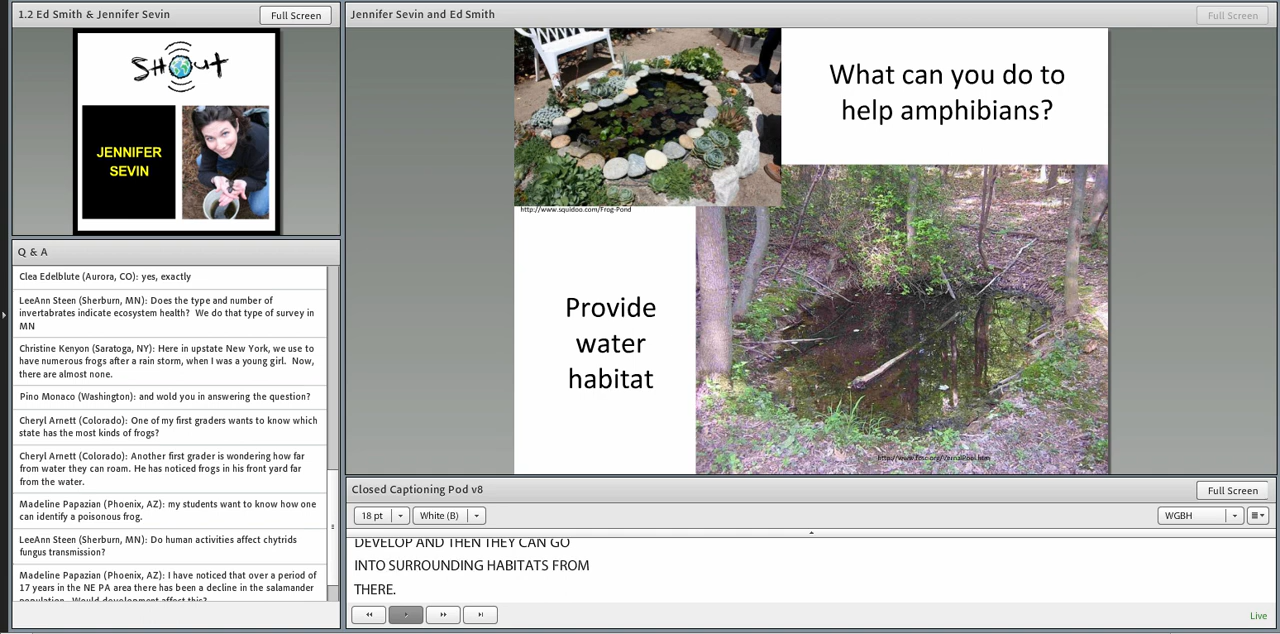 1.2 Ed Smith & Jennifer Sevin
Full Screen
SHOUT
JENNIFER
SEVIN
Q & A
Clea Edelblute (Aurora, CO): yes, exactly
LeeAnn Steen (Sherburn, MN): Does the type and number of
invertabrates indicate ecosystem health?  We do that type of survey in
MN
Christine Kenyon (Saratoga, NY): Here in upstate New York, we use to
have numerous frogs after a rain storm, when I was a young girl.  Now,
there are almost none.
Pino Monaco (Washington): and wold you in answering the question?
Cheryl Arnett (Colorado): One of my first graders wants to know which
state has the most kinds of frogs?
Cheryl Arnett (Colorado): Another first grader is wondering how far
from water they can roam. He has noticed frogs in his front yard far
from the water.
Madeline Papazian (Phoenix, AZ): my students want to know how one
can identify a poisonous frog.
LeeAnn Steen (Sherburn, MN): Do human activities affect chytrids
fungus transmission?
Madeline Papazian (Phoenix, AZ): I have noticed that over a period of
17 years in the NE PA area there has been a decline in the salamander
population.  Would development affect this?
Jennifer Sevin and Ed Smith
Full Screen
What can you do to
help amphibians?
http://www.squidoo.com/Frog-Pond
Provide
water
habitat
Closed Captioning Pod v8
Full Screen
18 pt
White (B)
WGBH
DEVELOP AND THEN THEY CAN GO
INTO SURROUNDING HABITATS FROM
THERE.
Live